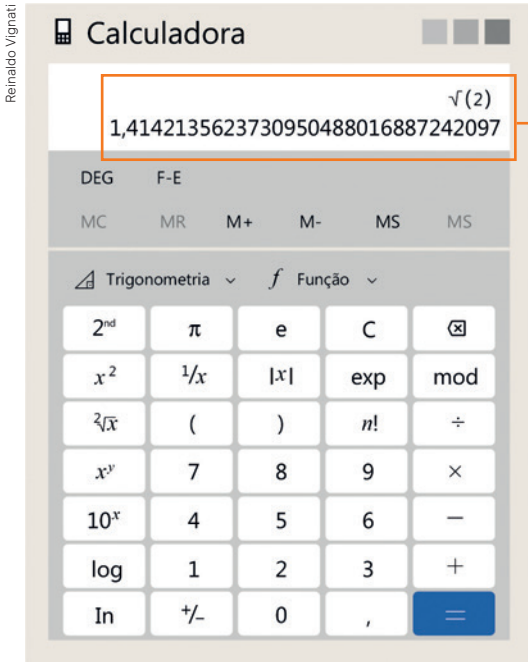 Reinaldo Vignati
Calculadora
√(2)
1,4142135623730950488016887242097
DEG F-E
MC MR M+ M- MS MS
Trigonometria f Função
2ⁿᵈ π e C
x² 1/x |x| exp mod
²√x ( ) n! ÷
xʸ 7 8 9 ×
10ˣ 4 5 6 −
log 1 2 3 +
In +/− 0 , =